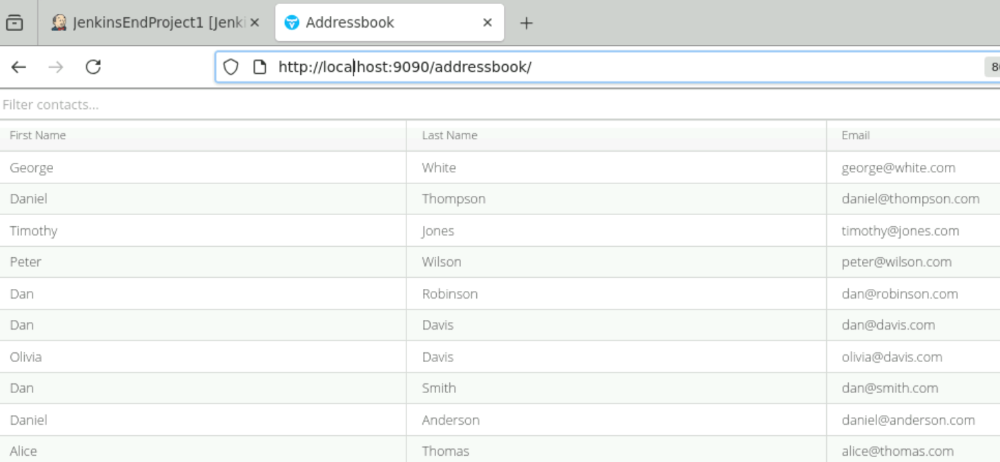 JenkinsEndProject1 [Jenki
Addressbook
http://localhost:9090/addressbook/
Filter contacts...
First Name Last Name Email
George White george@white.com
Daniel Thompson daniel@thompson.com
Timothy Jones timothy@jones.com
Peter Wilson peter@wilson.com
Dan Robinson dan@robinson.com
Dan Davis dan@davis.com
Olivia Davis olivia@davis.com
Dan Smith dan@smith.com
Daniel Anderson daniel@anderson.com
Alice Thomas alice@thomas.com